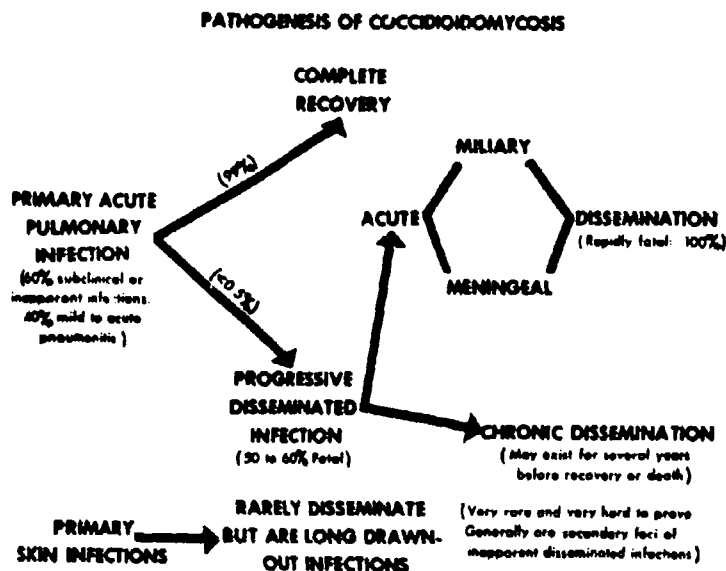 PATHOGENESIS OF COCCIDIOIDOMYCOSIS
COMPLETE
RECOVERY
(99%)
PRIMARY ACUTE
PULMONARY
INFECTION
(60% subclinical or
inapparent infections.
40% mild to acute
pneumonitis)
(<0.5%)
MILIARY
ACUTE
DISSEMINATION
(Rapidly fatal: 100%)
MENINGEAL
PROGRESSIVE
DISSEMINATED
INFECTION
(50 to 60% Fatal)
CHRONIC DISSEMINATION
(May exist for several years
before recovery or death)
PRIMARY
SKIN INFECTIONS
RARELY DISSEMINATE
BUT ARE LONG DRAWN-
OUT INFECTIONS
(Very rare and very hard to prove
Generally are secondary foci of
inapparent disseminated infections)